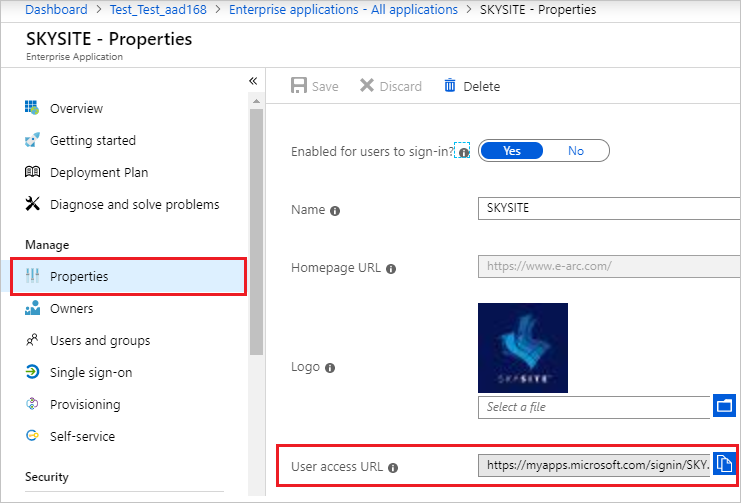 Dashboard > Test_Test_aad168 > Enterprise applications - All applications > SKYSITE - Properties
SKYSITE - Properties
Enterprise Application
«
Overview
Getting started
Deployment Plan
Diagnose and solve problems
Manage
Properties
Owners
Users and groups
Single sign-on
Provisioning
Self-service
Security
Save Discard Delete
Enabled for users to sign-in? Yes No
Name SKYSITE
Homepage URL https://www.e-arc.com/
Logo
SKYSITE
Select a file
User access URL https://myapps.microsoft.com/signin/SKY.